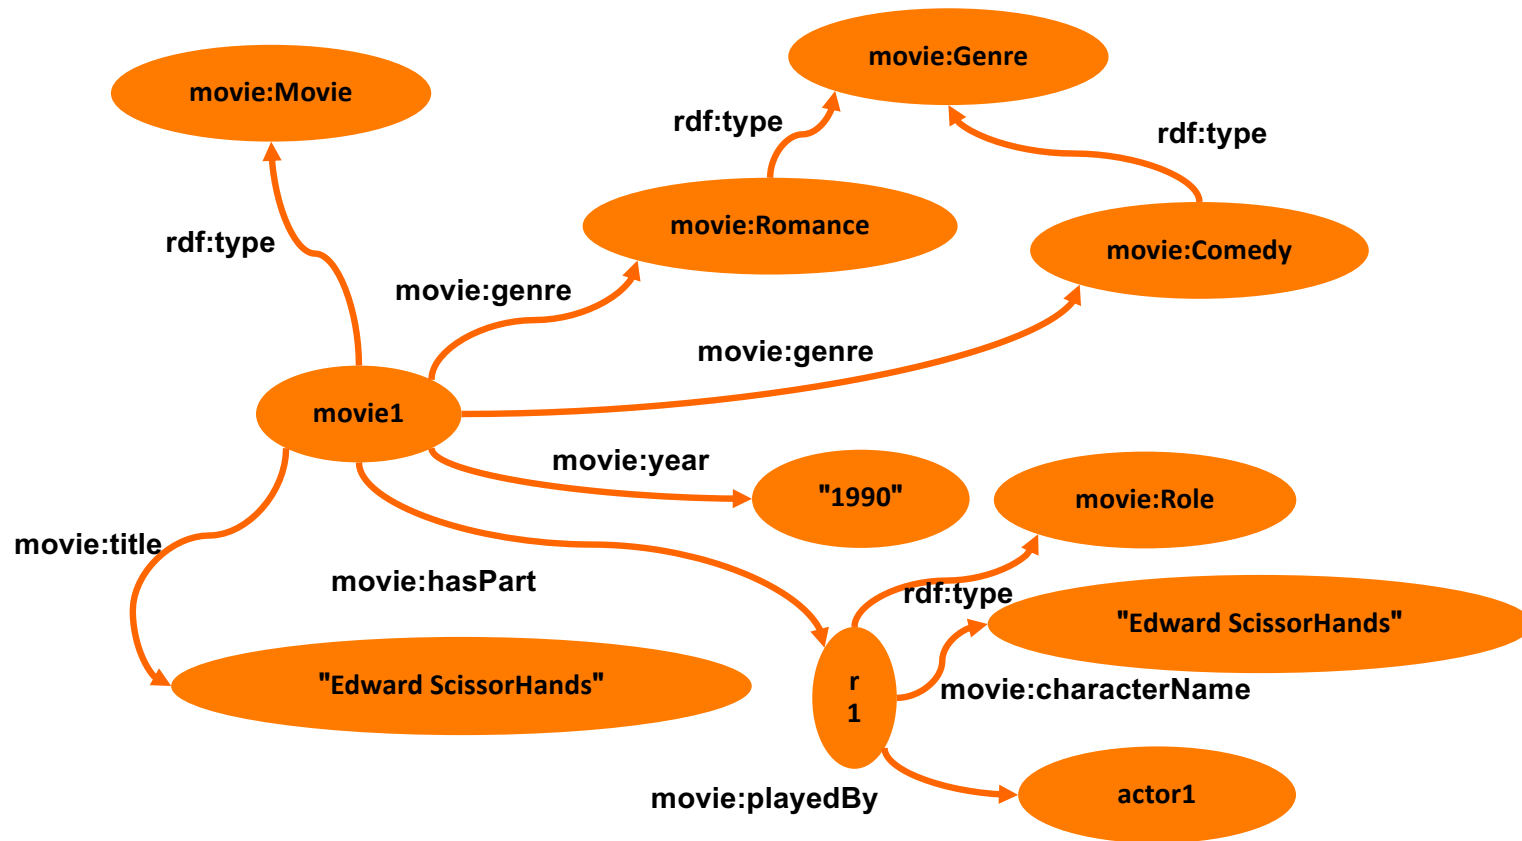 movie:Genre
movie:Movie
rdf:type
rdf:type
movie:Romance
rdf:type
movie:Comedy
movie:genre
movie:genre
movie1
movie:year
"1990"
movie:Role
movie:title
movie:hasPart
rdf:type
"Edward ScissorHands"
"Edward ScissorHands"
r
1
movie:characterName
movie:playedBy
actor1